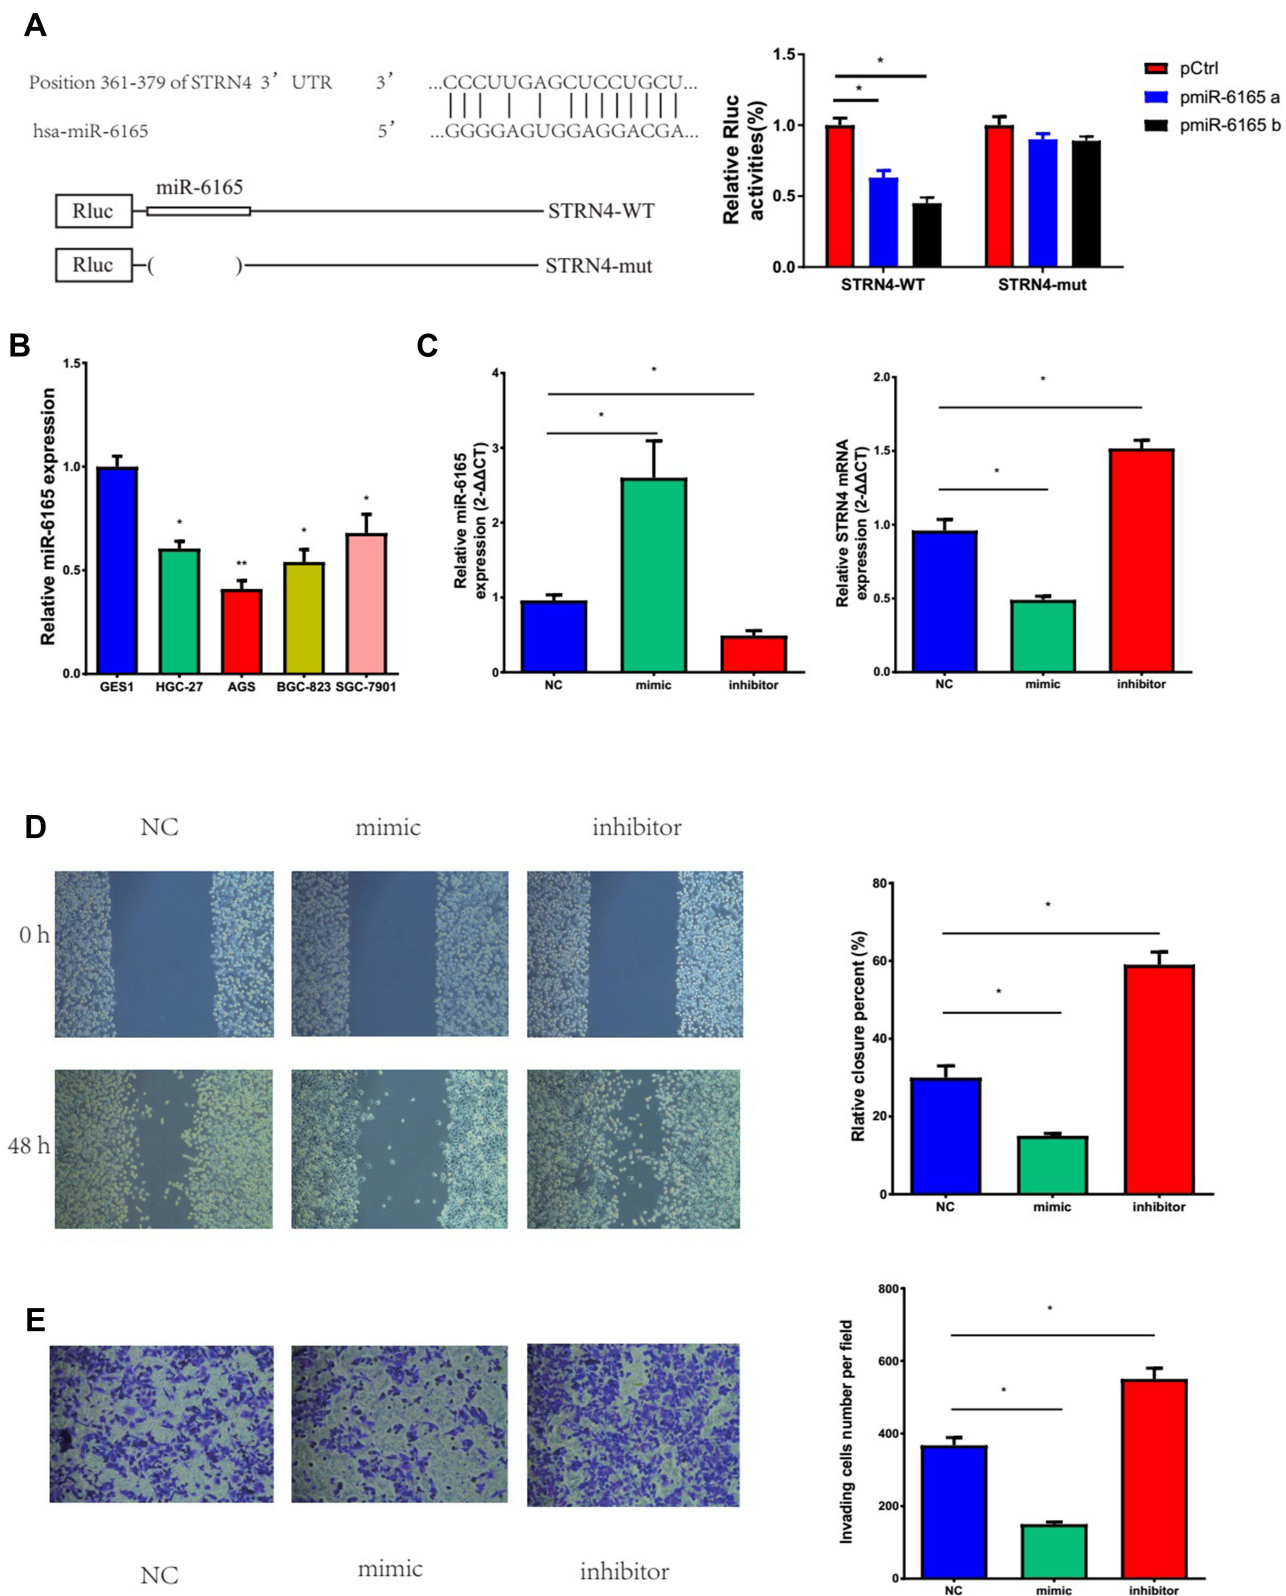 A
Position 361-379 of STRN4 3’ UTR 3’ ...CCCUUGAGCUCCUGCU...
hsa-miR-6165 5’ ...GGGGAGUGGAGGACGA...
miR-6165
Rluc STRN4-WT
Rluc ( ) STRN4-mut
Relative Rluc
activities(%)
1.5
1.0
0.5
0.0
*
*
STRN4-WT STRN4-mut
pCtrl
pmiR-6165 a
pmiR-6165 b
B
Relative miR-6165 expression
1.5
1.0
0.5
0.0
* ** * *
GES1 HGC-27 AGS BGC-823 SGC-7901
C
Relative miR-6165
expression (2-ΔΔCT)
4
3
2
1
0
*
*
NC mimic inhibitor
Relative STRN4 mRNA
expression (2-ΔΔCT)
2.0
1.5
1.0
0.5
0.0
*
*
NC mimic inhibitor
D
NC mimic inhibitor
0 h
48 h
Rlative closure percent (%)
80
60
40
20
0
*
*
NC mimic inhibitor
E
NC mimic inhibitor
Invading cells number per field
800
600
400
200
0
*
*
NC mimic inhibitor